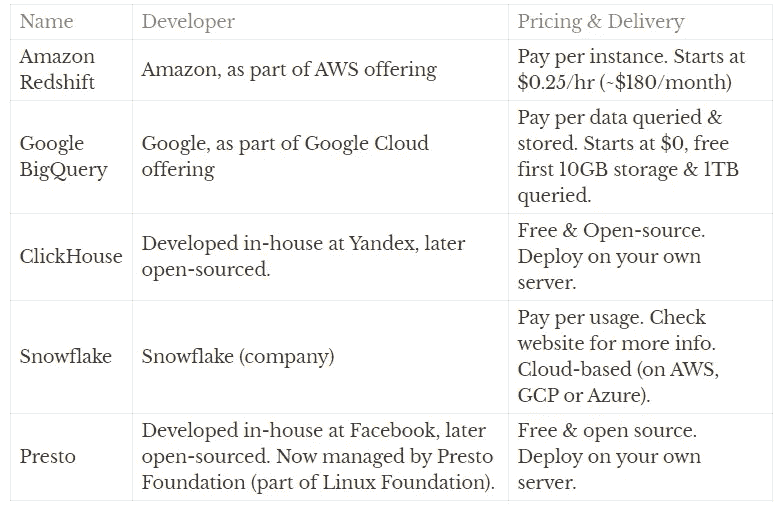 Name Developer Pricing & Delivery
Amazon
Redshift
Amazon, as part of AWS offering
Pay per instance. Starts at
$0.25/hr (~$180/month)
Google
BigQuery
Google, as part of Google Cloud
offering
Pay per data queried &
stored. Starts at $0, free
first 10GB storage & 1TB
queried.
ClickHouse
Developed in-house at Yandex, later
open-sourced.
Free & Open-source.
Deploy on your own
server.
Snowflake
Snowflake (company)
Pay per usage. Check
website for more info.
Cloud-based (on AWS,
GCP or Azure).
Presto
Developed in-house at Facebook, later
open-sourced. Now managed by Presto
Foundation (part of Linux Foundation).
Free & open source.
Deploy on your own
server.